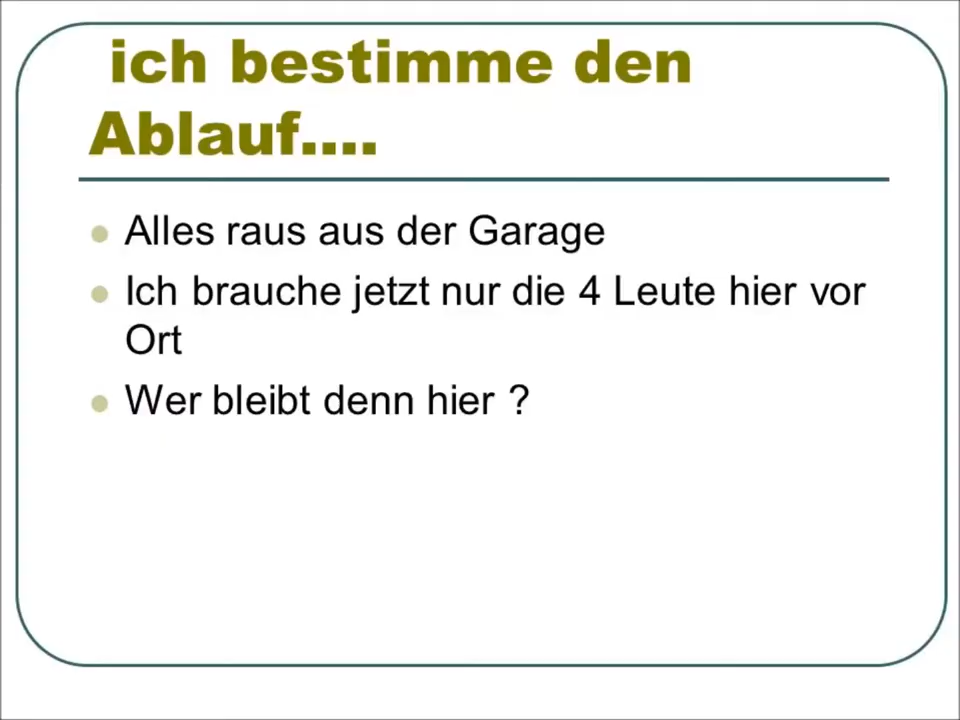 ich bestimme den
Ablauf....
Alles raus aus der Garage
Ich brauche jetzt nur die 4 Leute hier vor
Ort
Wer bleibt denn hier ?